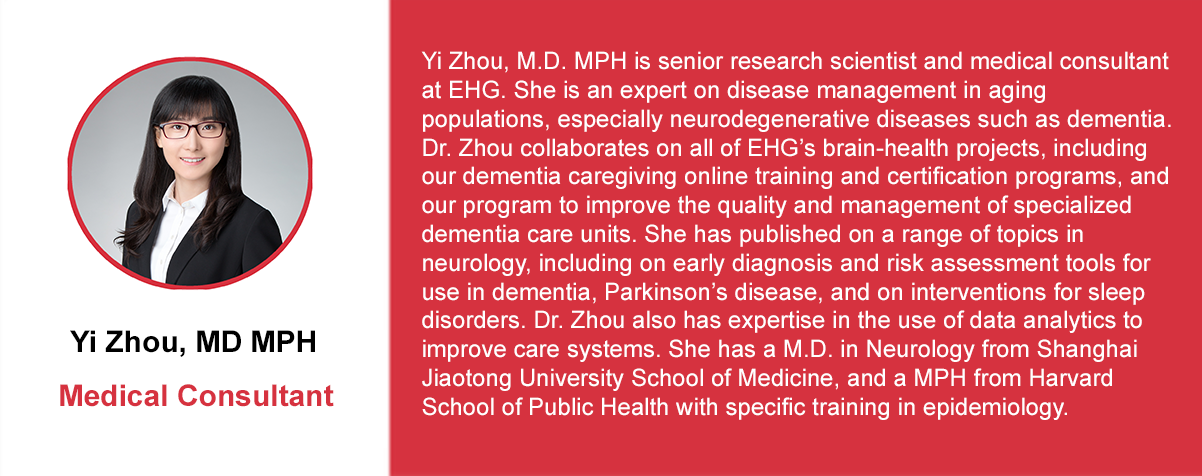 Yi Zhou, MD MPH
Medical Consultant
Yi Zhou, M.D. MPH is senior research scientist and medical consultant
at EHG. She is an expert on disease management in aging
populations, especially neurodegenerative diseases such as dementia.
Dr. Zhou collaborates on all of EHG’s brain-health projects, including
our dementia caregiving online training and certification programs, and
our program to improve the quality and management of specialized
dementia care units. She has published on a range of topics in
neurology, including on early diagnosis and risk assessment tools for
use in dementia, Parkinson’s disease, and on interventions for sleep
disorders. Dr. Zhou also has expertise in the use of data analytics to
improve care systems. She has a M.D. in Neurology from Shanghai
Jiaotong University School of Medicine, and a MPH from Harvard
School of Public Health with specific training in epidemiology.